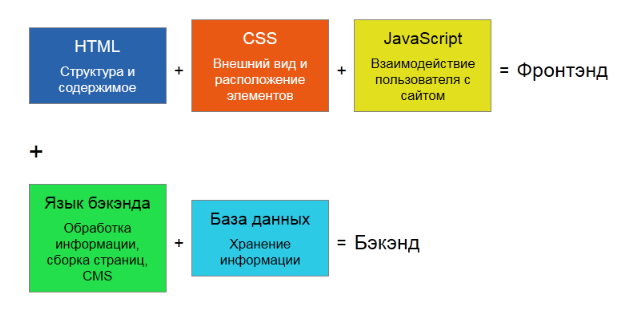 HTML
Структура и
содержимое
+
CSS
Внешний вид и
расположение
элементов
+
JavaScript
Взаимодействие
пользователя с
сайтом
= Фронтэнд
+
Язык бэкэнда
Обработка
информации,
сборка страниц,
CMS
+
База данных
Хранение
информации
= Бэкэнд